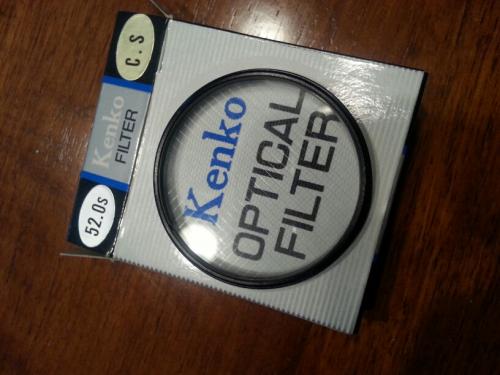 C.S
Kenko
FILTER
52.0s
Kenko
OPTICAL
FILTER